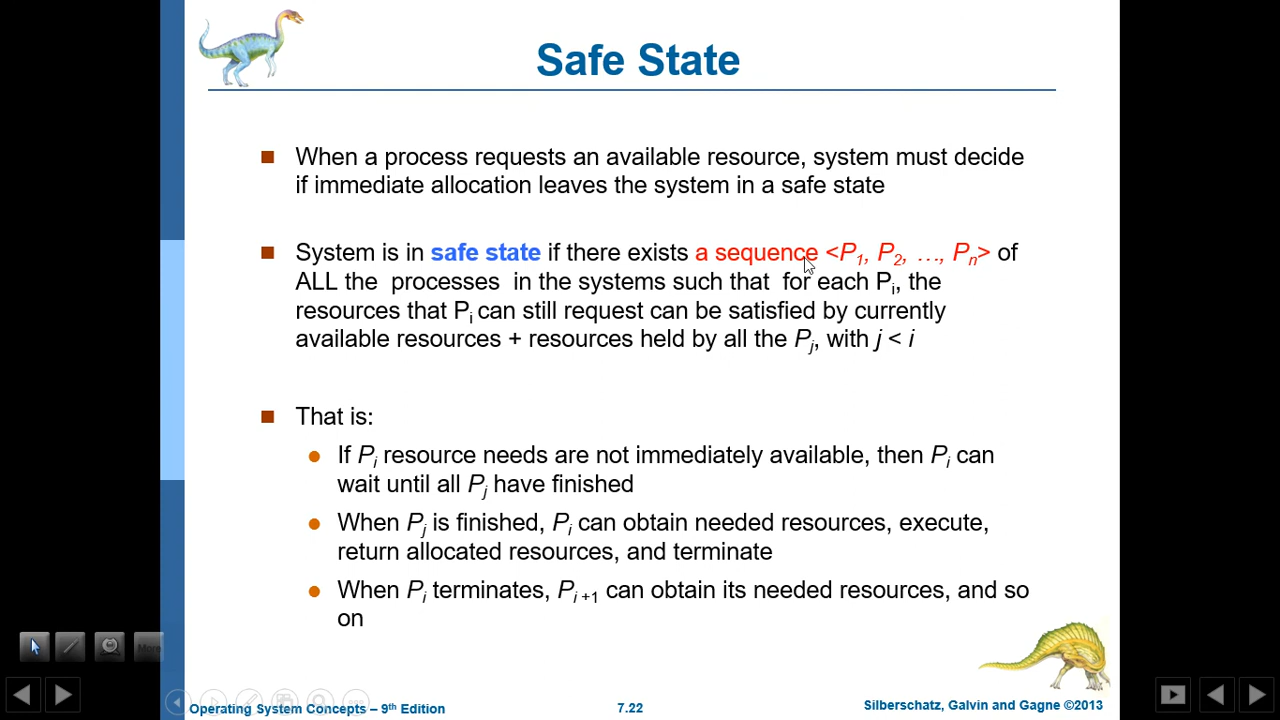 Safe State
When a process requests an available resource, system must decide
if immediate allocation leaves the system in a safe state
System is in safe state if there exists a sequence <P1, P2, …, Pn> of
ALL the processes in the systems such that for each Pi, the
resources that Pi can still request can be satisfied by currently
available resources + resources held by all the Pj, with j < i
That is:
If Pi resource needs are not immediately available, then Pi can
wait until all Pj have finished
When Pj is finished, Pi can obtain needed resources, execute,
return allocated resources, and terminate
When Pi terminates, Pi +1 can obtain its needed resources, and so
on
More
Operating System Concepts – 9th Edition
7.22
Silberschatz, Galvin and Gagne ©2013